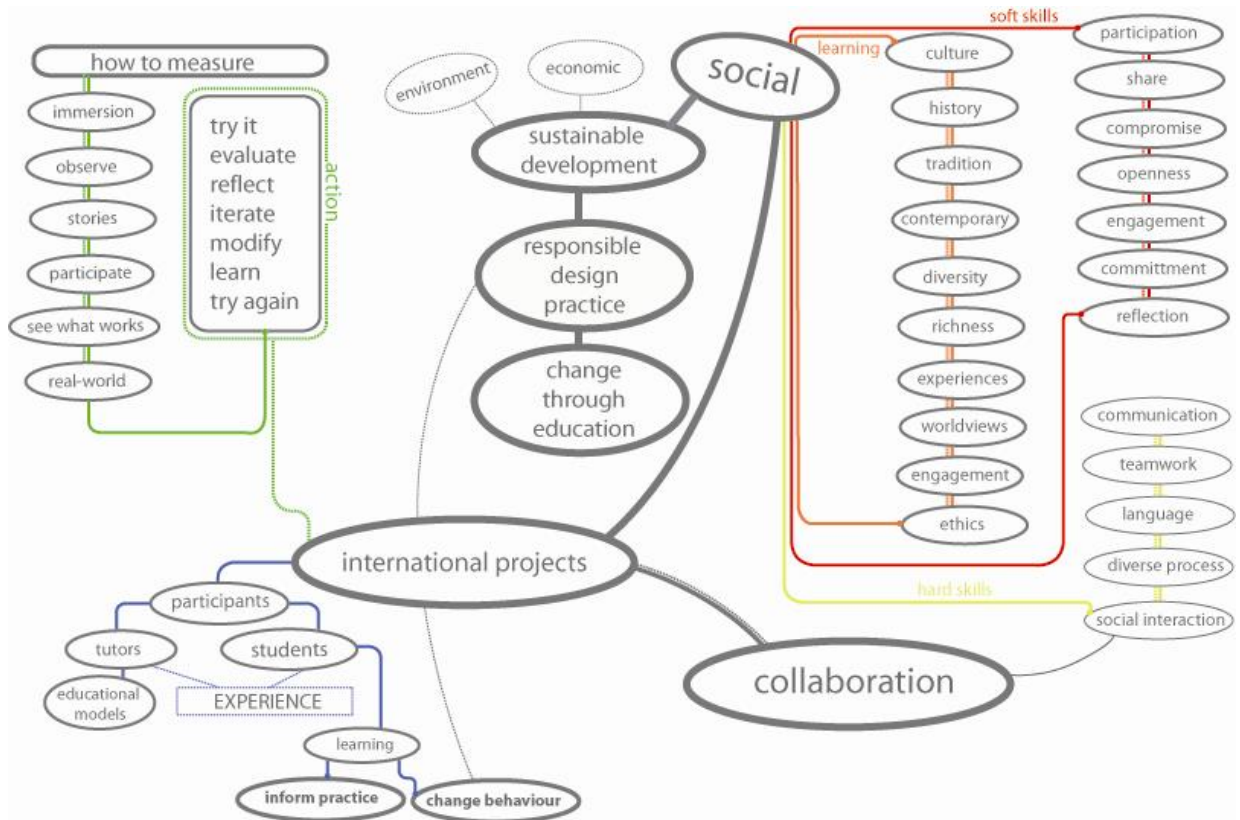 how to measure
immersion
observe
stories
participate
see what works
real-world
try it
evaluate
reflect
iterate
modify
learn
try again
action
environment
economic
social
sustainable
development
responsible
design
practice
change
through
education
learning
culture
history
tradition
contemporary
diversity
richness
experiences
worldviews
engagement
ethics
soft skills
participation
share
compromise
openness
engagement
committment
reflection
communication
teamwork
language
diverse process
social interaction
hard skills
international projects
collaboration
participants
tutors
students
educational
models
EXPERIENCE
learning
inform practice
change behaviour